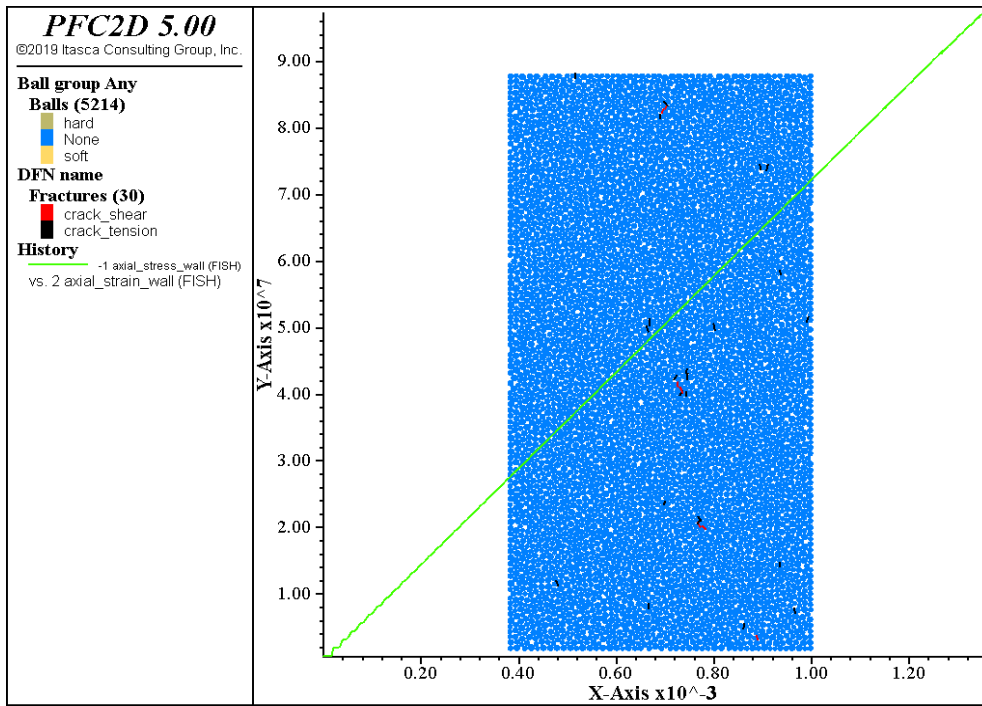 PFC2D 5.00
©2019 Itasca Consulting Group, Inc.
Ball group Any
Balls (5214)
hard
None
soft
DFN name
Fractures (30)
crack_shear
crack_tension
History
-1 axial_stress_wall (FISH)
vs. 2 axial_strain_wall (FISH)
Y-Axis x10^7
9.00
8.00
7.00
6.00
5.00
4.00
3.00
2.00
1.00
0.20
0.40
0.60
0.80
1.00
1.20
X-Axis x10^-3